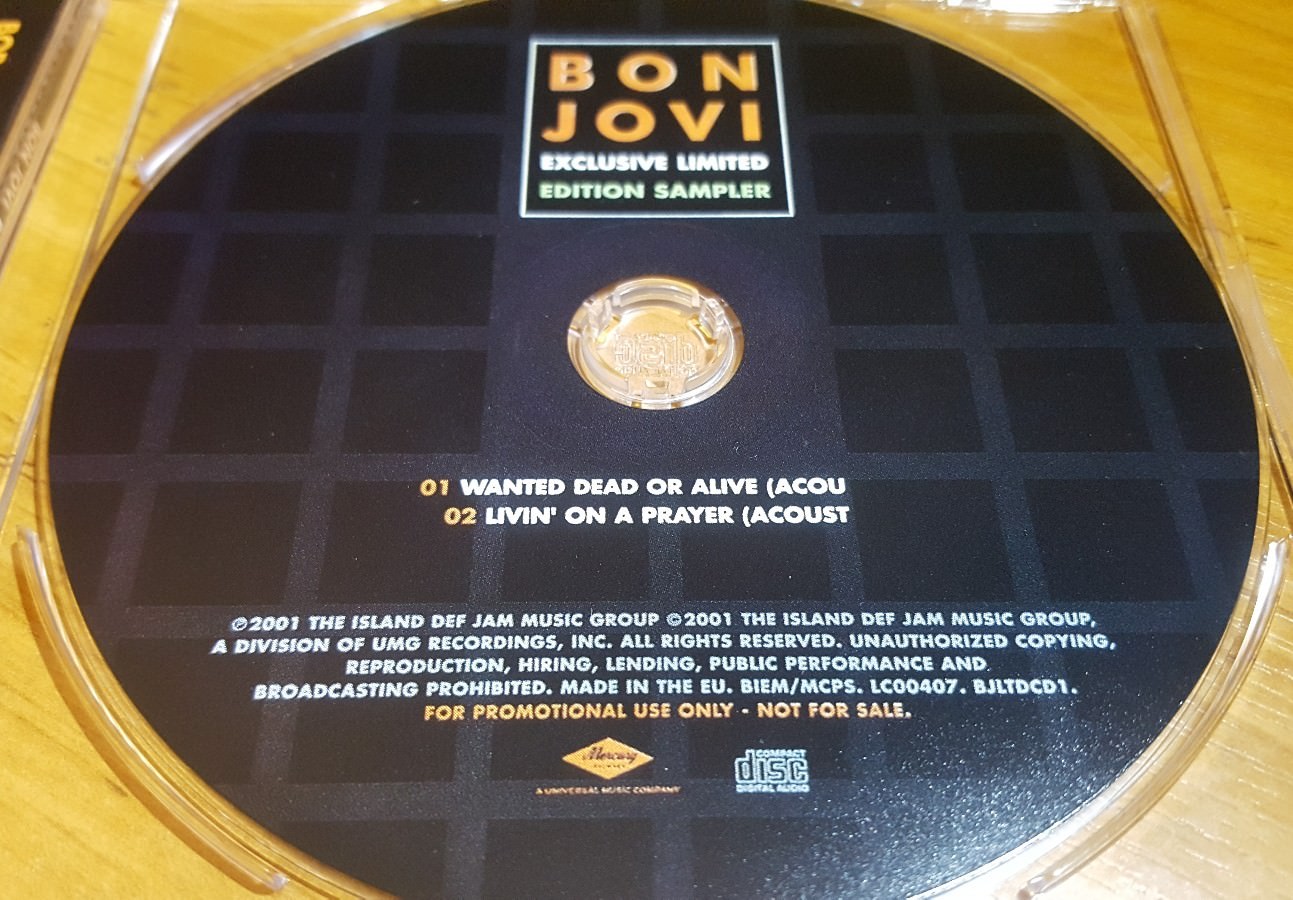 BON
JOVI
EXCLUSIVE LIMITED
EDITION SAMPLER
01 WANTED DEAD OR ALIVE (ACOU
02 LIVIN' ON A PRAYER (ACOUST
℗2001 THE ISLAND DEF JAM MUSIC GROUP ©2001 THE ISLAND DEF JAM MUSIC GROUP,
A DIVISION OF UMG RECORDINGS, INC. ALL RIGHTS RESERVED. UNAUTHORIZED COPYING,
REPRODUCTION, HIRING, LENDING, PUBLIC PERFORMANCE AND
BROADCASTING PROHIBITED. MADE IN THE EU. BIEM/MCPS. LC00407. BJLTDCD1.
FOR PROMOTIONAL USE ONLY - NOT FOR SALE.
Mercury
A UNIVERSAL MUSIC COMPANY
COMPACT
disc
DIGITAL AUDIO